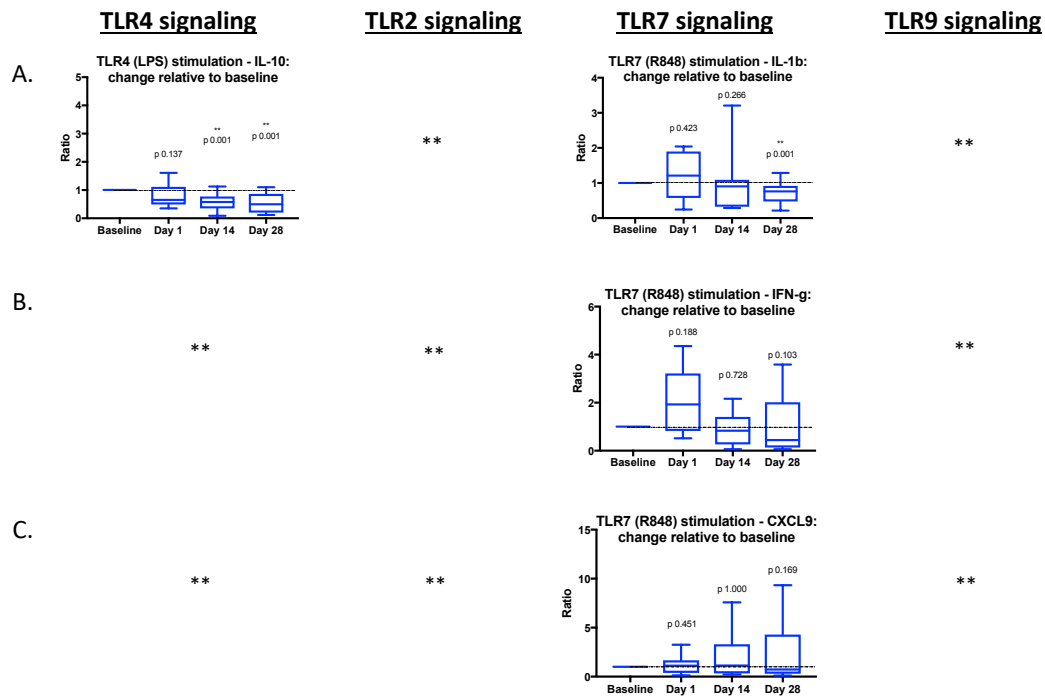 TLR4 signaling
TLR2 signaling
TLR7 signaling
TLR9 signaling
A.
TLR4 (LPS) stimulation - IL-10:
change relative to baseline
5
4
3
2
1
0
Ratio
p 0.137
**
p 0.001
**
p 0.001
Baseline Day 1 Day 14 Day 28
**
TLR7 (R848) stimulation - IL-1b:
change relative to baseline
4
3
2
1
0
Ratio
p 0.423
p 0.266
**
p 0.001
Baseline Day 1 Day 14 Day 28
**
B.
**
**
TLR7 (R848) stimulation - IFN-g:
change relative to baseline
6
4
2
0
Ratio
p 0.188
p 0.728
p 0.103
Baseline Day 1 Day 14 Day 28
**
C.
**
**
TLR7 (R848) stimulation - CXCL9:
change relative to baseline
15
10
5
0
Ratio
p 0.451
p 1.000
p 0.169
Baseline Day 1 Day 14 Day 28
**